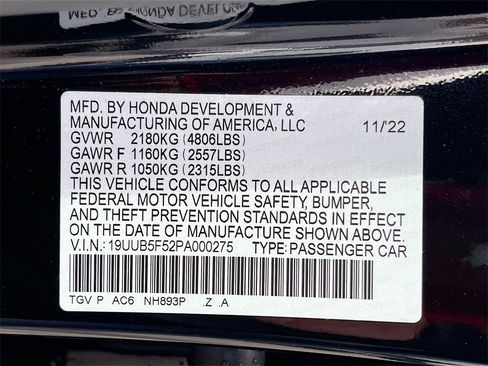 MFD. BY HONDA DEVELOPMENT &
MANUFACTURING OF AMERICA, LLC 11/'22
GVWR 2180KG (4806LBS)
GAWR F 1160KG (2557LBS)
GAWR R 1050KG (2315LBS)
THIS VEHICLE CONFORMS TO ALL APPLICABLE
FEDERAL MOTOR VEHICLE SAFETY, BUMPER,
AND THEFT PREVENTION STANDARDS IN EFFECT
ON THE DATE OF MANUFACTURE SHOWN ABOVE.
V.I.N.: 19UUB5F52PA000275 TYPE: PASSENGER CAR
TGV P AC6 NH893P .Z .A